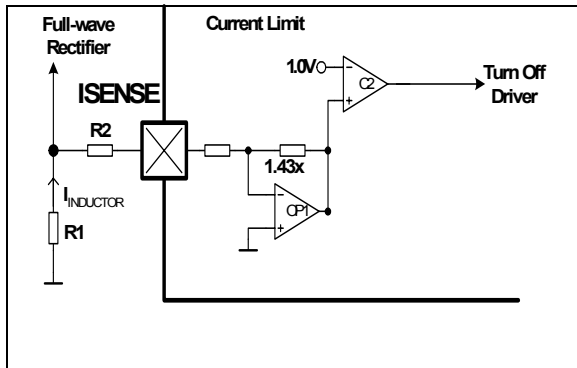 Full-wave
Rectifier
Current Limit
1.0V
C2
Turn Off
Driver
ISENSE
R2
1.43x
I INDUCTOR
OP1
R1